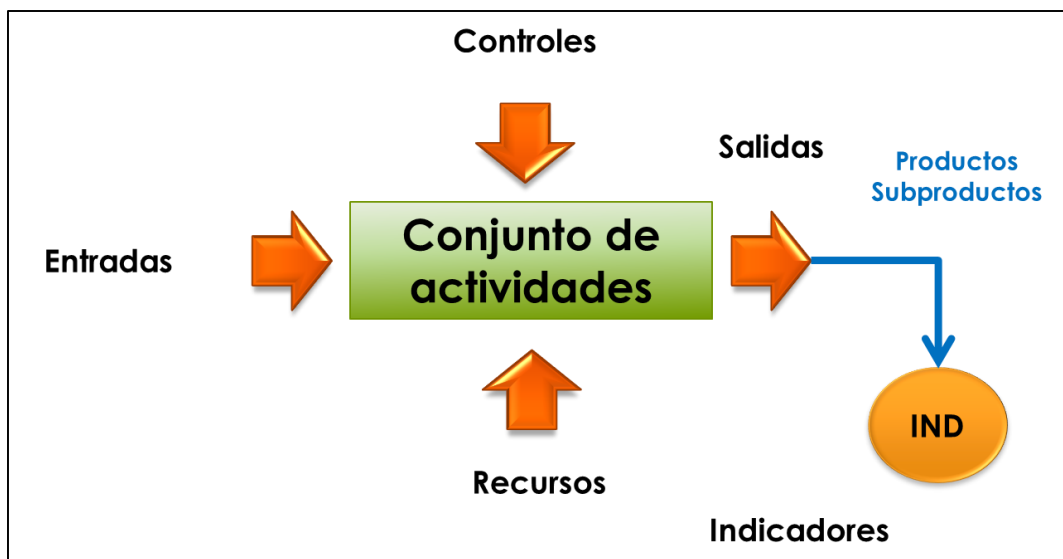 Controles
Salidas
Productos
Subproductos
Entradas
Conjunto de
actividades
IND
Recursos
Indicadores